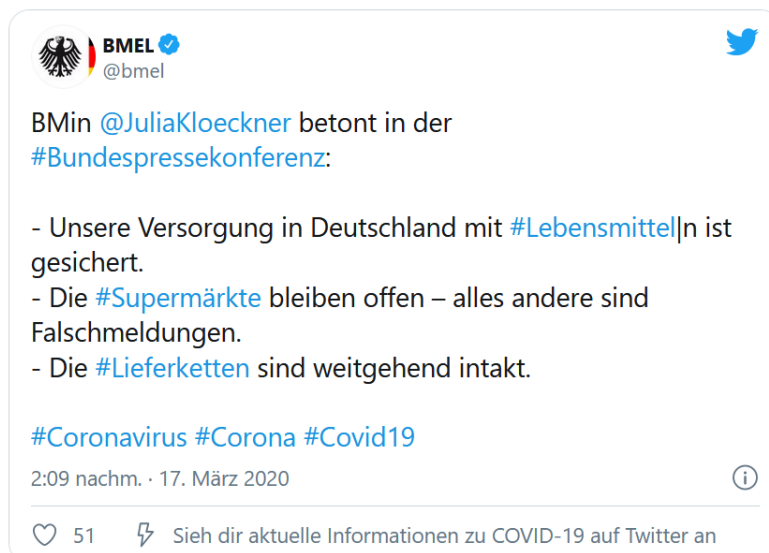 BMEL
@bmel
BMin @JuliaKloeckner betont in der
#Bundespressekonferenz:
- Unsere Versorgung in Deutschland mit #Lebensmittel|n ist
gesichert.
- Die #Supermärkte bleiben offen – alles andere sind
Falschmeldungen.
- Die #Lieferketten sind weitgehend intakt.
#Coronavirus #Corona #Covid19
2:09 nachm. · 17. März 2020
51 Sieh dir aktuelle Informationen zu COVID-19 auf Twitter an